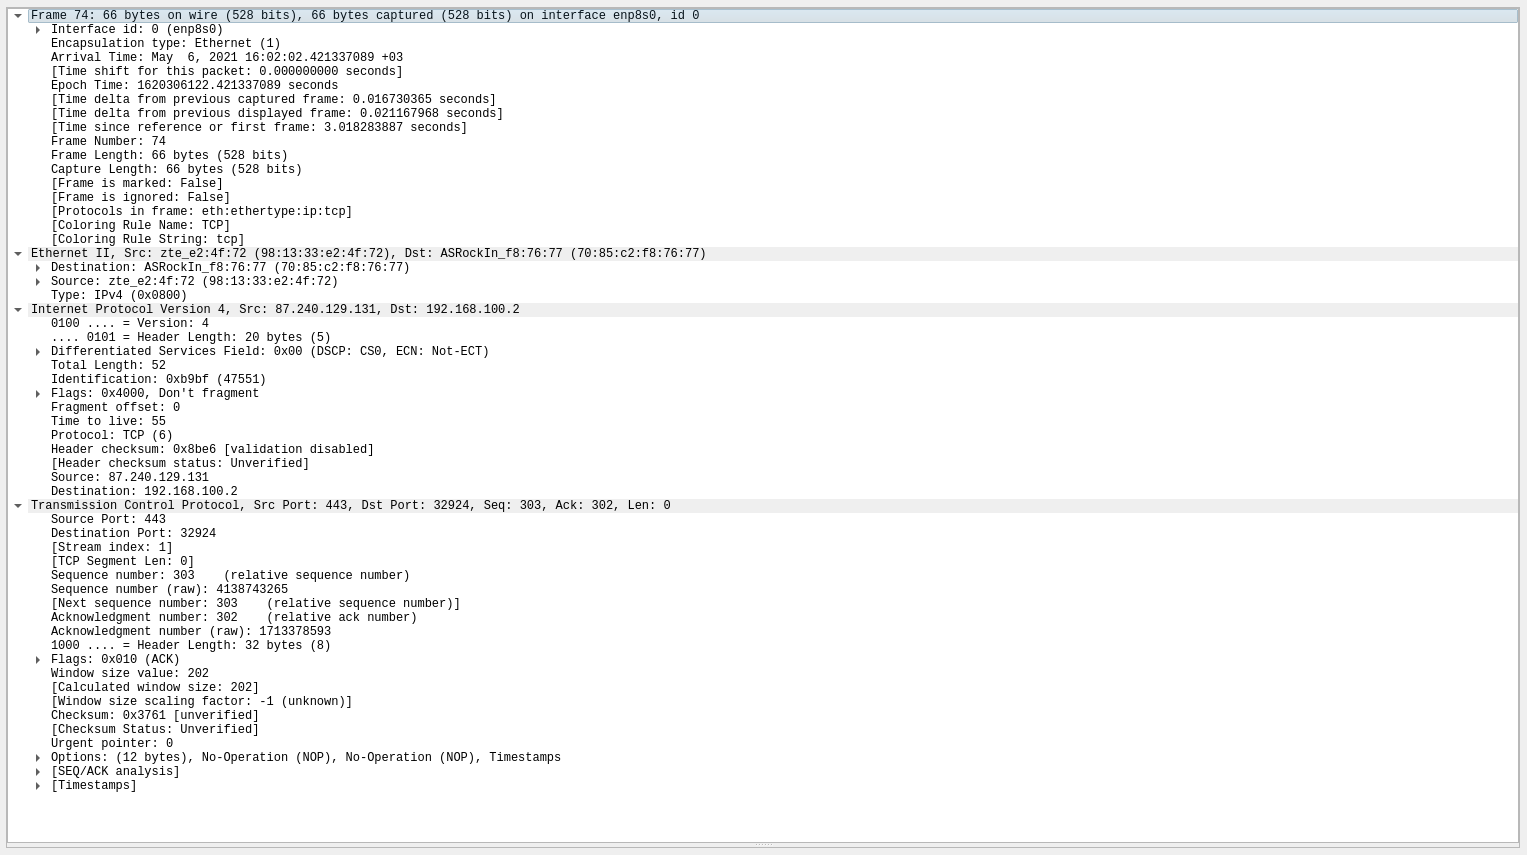 Frame 74: 66 bytes on wire (528 bits), 66 bytes captured (528 bits) on interface enp8s0, id 0
Interface id: 0 (enp8s0)
Encapsulation type: Ethernet (1)
Arrival Time: May  6, 2021 16:02:02.421337089 +03
[Time shift for this packet: 0.000000000 seconds]
Epoch Time: 1620306122.421337089 seconds
[Time delta from previous captured frame: 0.016730365 seconds]
[Time delta from previous displayed frame: 0.021167968 seconds]
[Time since reference or first frame: 3.018283887 seconds]
Frame Number: 74
Frame Length: 66 bytes (528 bits)
Capture Length: 66 bytes (528 bits)
[Frame is marked: False]
[Frame is ignored: False]
[Protocols in frame: eth:ethertype:ip:tcp]
[Coloring Rule Name: TCP]
[Coloring Rule String: tcp]
Ethernet II, Src: zte_e2:4f:72 (98:13:33:e2:4f:72), Dst: ASRockIn_f8:76:77 (70:85:c2:f8:76:77)
Destination: ASRockIn_f8:76:77 (70:85:c2:f8:76:77)
Source: zte_e2:4f:72 (98:13:33:e2:4f:72)
Type: IPv4 (0x0800)
Internet Protocol Version 4, Src: 87.240.129.131, Dst: 192.168.100.2
0100 .... = Version: 4
.... 0101 = Header Length: 20 bytes (5)
Differentiated Services Field: 0x00 (DSCP: CS0, ECN: Not-ECT)
Total Length: 52
Identification: 0xb9bf (47551)
Flags: 0x4000, Don't fragment
Fragment offset: 0
Time to live: 55
Protocol: TCP (6)
Header checksum: 0x8be6 [validation disabled]
[Header checksum status: Unverified]
Source: 87.240.129.131
Destination: 192.168.100.2
Transmission Control Protocol, Src Port: 443, Dst Port: 32924, Seq: 303, Ack: 302, Len: 0
Source Port: 443
Destination Port: 32924
[Stream index: 1]
[TCP Segment Len: 0]
Sequence number: 303    (relative sequence number)
Sequence number (raw): 4138743265
[Next sequence number: 303    (relative sequence number)]
Acknowledgment number: 302    (relative ack number)
Acknowledgment number (raw): 1713378593
1000 .... = Header Length: 32 bytes (8)
Flags: 0x010 (ACK)
Window size value: 202
[Calculated window size: 202]
[Window size scaling factor: -1 (unknown)]
Checksum: 0x3761 [unverified]
[Checksum Status: Unverified]
Urgent pointer: 0
Options: (12 bytes), No-Operation (NOP), No-Operation (NOP), Timestamps
[SEQ/ACK analysis]
[Timestamps]